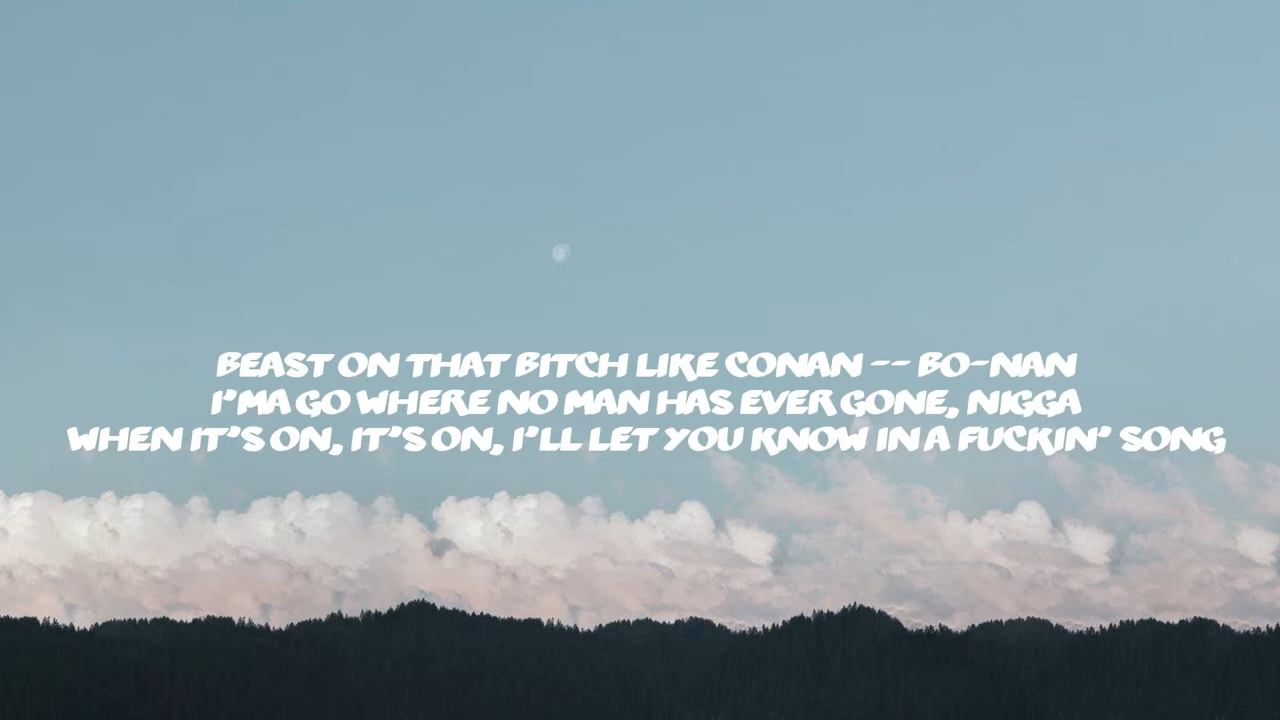 BEAST ON THAT BITCH LIKE CONAN -- BO-NAN
I'MA GO WHERE NO MAN HAS EVER GONE, NIGGA
WHEN IT'S ON, IT'S ON, I'LL LET YOU KNOW IN A FUCKIN' SONG